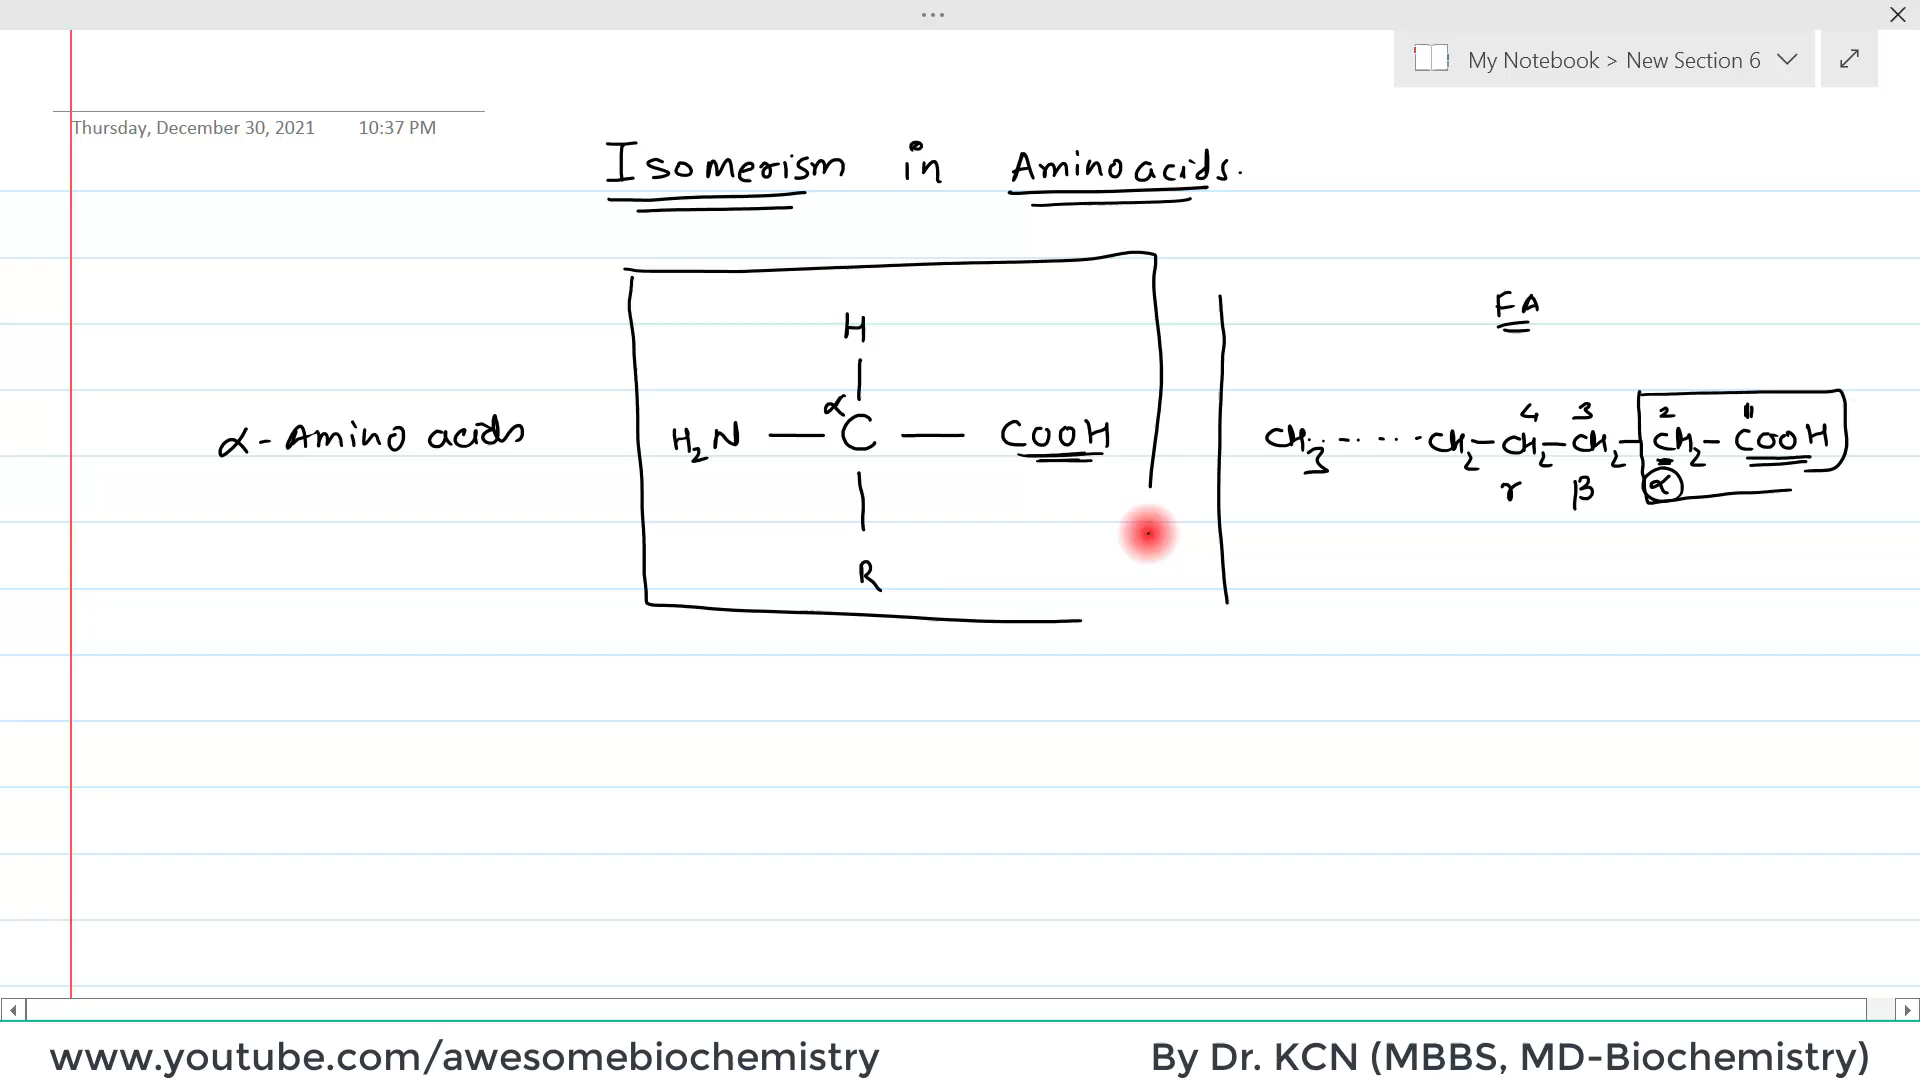 My Notebook > New Section 6
Thursday, December 30, 2021 10:37 PM
Isomerism in Amino acids.
FA
H
α
4 3 2 1
α-Amino acids H₂N — C — COOH
CH₃ ······ CH₂ — CH₂ — CH₂ — CH₂ — COOH
γ β α
R
www.youtube.com/awesomebiochemistry By Dr. KCN (MBBS, MD-Biochemistry)